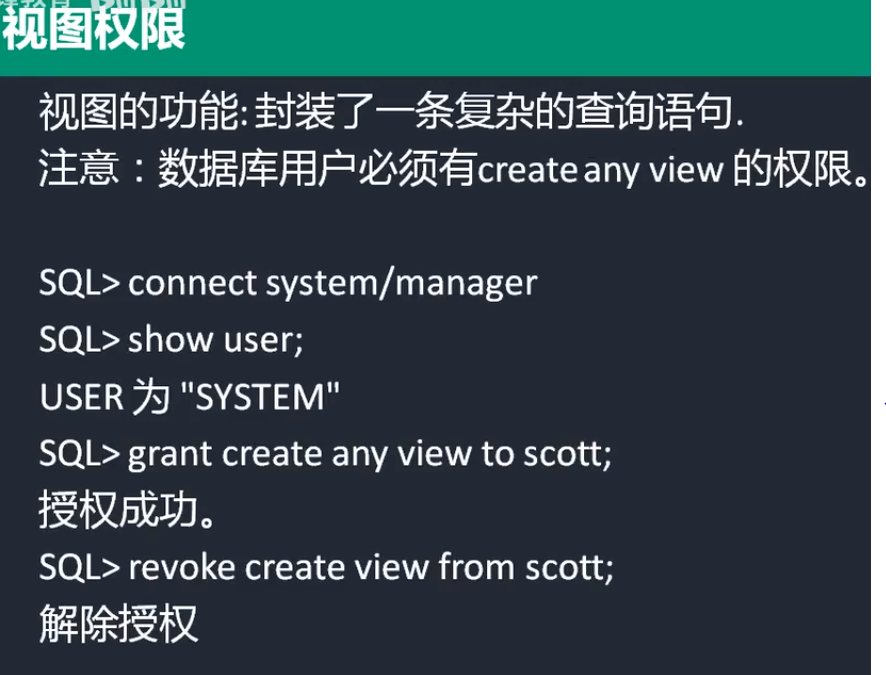 视图权限
视图的功能: 封装了一条复杂的查询语句.
注意：数据库用户必须有create any view 的权限。
SQL> connect system/manager
SQL> show user;
USER 为 "SYSTEM"
SQL> grant create any view to scott;
授权成功。
SQL> revoke create view from scott;
解除授权